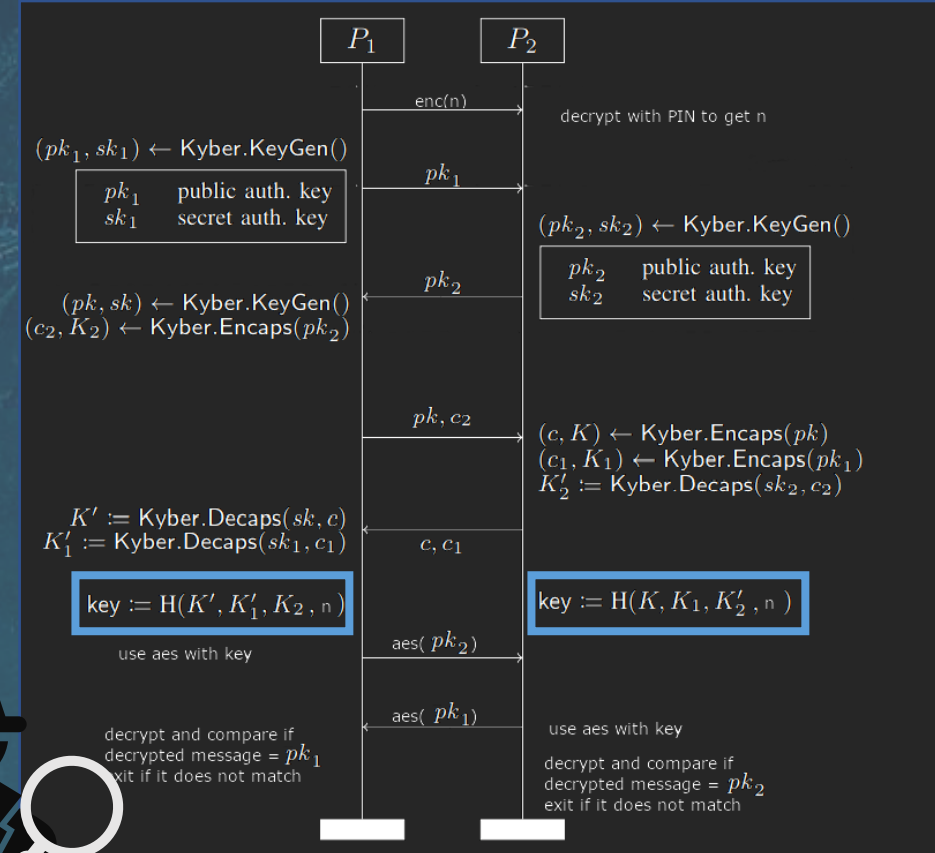 P₁ P₂
enc(n)
decrypt with PIN to get n
(pk₁, sk₁) ← Kyber.KeyGen()
pk₁ public auth. key
sk₁ secret auth. key
pk₁
(pk₂, sk₂) ← Kyber.KeyGen()
pk₂ public auth. key
sk₂ secret auth. key
pk₂
(pk, sk) ← Kyber.KeyGen()
(c₂, K₂) ← Kyber.Encaps(pk₂)
pk, c₂
(c, K) ← Kyber.Encaps(pk)
(c₁, K₁) ← Kyber.Encaps(pk₁)
K₂′ := Kyber.Decaps(sk₂, c₂)
K′ := Kyber.Decaps(sk, c)
K₁′ := Kyber.Decaps(sk₁, c₁)
c, c₁
key := H(K′, K₁′, K₂ , n)
key := H(K, K₁, K₂′ , n )
use aes with key
aes( pk₂)
aes( pk₁)
use aes with key
decrypt and compare if
decrypted message = pk₁
exit if it does not match
decrypt and compare if
decrypted message = pk₂
exit if it does not match